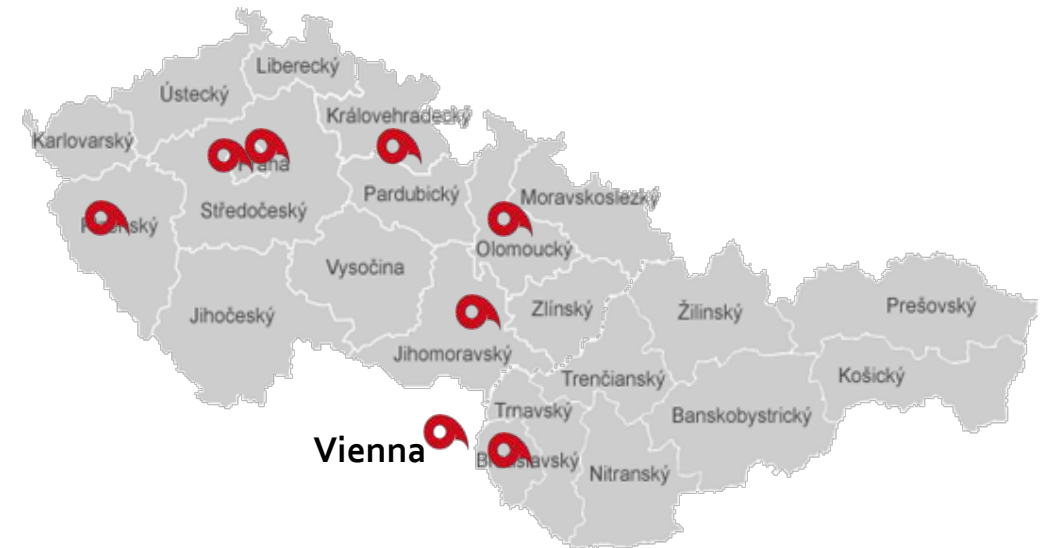 Liberecký
Ústecký
Královehradecký
Karlovarský
Praha
Pardubický
Moravskoslezký
Středočeský
Olomoucký
Vysočina
Zlínský
Žilinský
Prešovský
Jihočeský
Jihomoravský
Trenčianský
Košický
Trnavský
Banskobystrický
Vienna
Nitranský